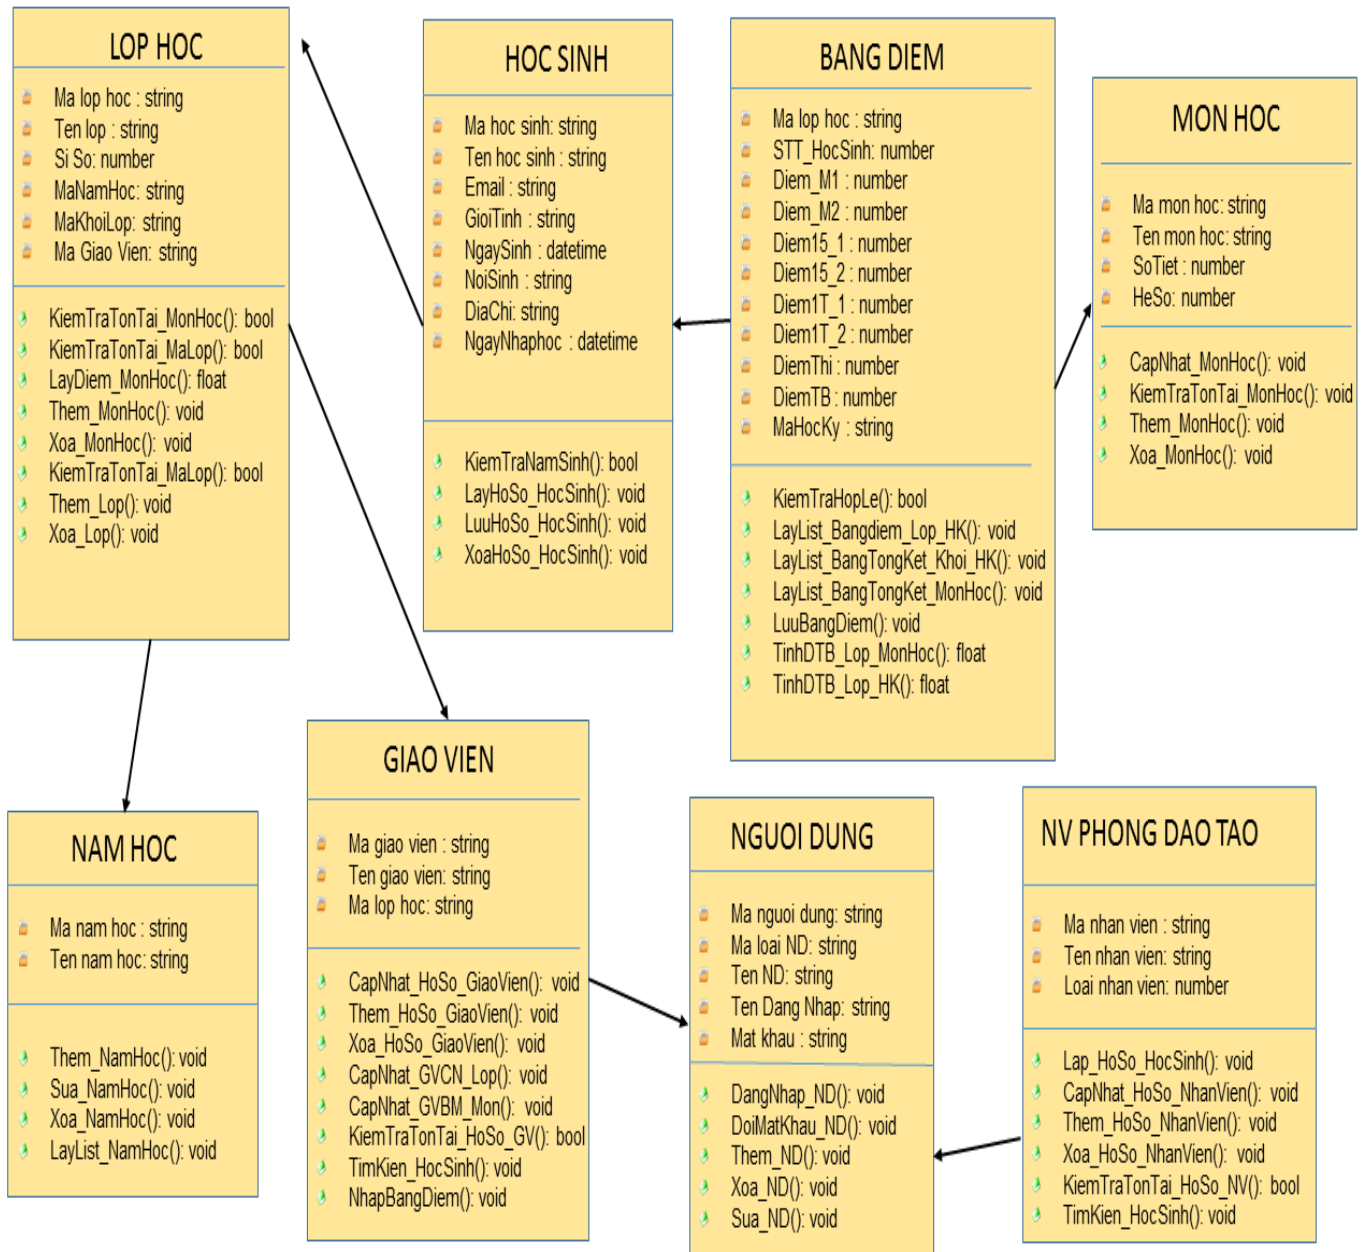 LOP HOC
Ma lop hoc : string
Ten lop : string
Si So: number
MaNamHoc: string
MaKhoiLop: string
Ma Giao Vien: string
KiemTraTonTai_MonHoc(): bool
KiemTraTonTai_MaLop(): bool
LayDiem_MonHoc(): float
Them_MonHoc(): void
Xoa_MonHoc(): void
KiemTraTonTai_MaLop(): bool
Them_Lop(): void
Xoa_Lop(): void
HOC SINH
Ma hoc sinh: string
Ten hoc sinh : string
Email : string
GioiTinh : string
NgaySinh : datetime
NoiSinh : string
DiaChi: string
NgayNhaphoc : datetime
KiemTraNamSinh(): bool
LayHoSo_HocSinh(): void
LuuHoSo_HocSinh(): void
XoaHoSo_HocSinh(): void
BANG DIEM
Ma lop hoc : string
STT_HocSinh: number
Diem_M1 : number
Diem_M2 : number
Diem15_1 : number
Diem15_2 : number
Diem1T_1 : number
Diem1T_2 : number
DiemThi : number
DiemTB : number
MaHocKy : string
KiemTraHopLe(): bool
LayList_Bangdiem_Lop_HK(): void
LayList_BangTongKet_Khoi_HK(): void
LayList_BangTongKet_MonHoc(): void
LuuBangDiem(): void
TinhDTB_Lop_MonHoc(): float
TinhDTB_Lop_HK(): float
MON HOC
Ma mon hoc: string
Ten mon hoc: string
SoTiet : number
HeSo: number
CapNhat_MonHoc(): void
KiemTraTonTai_MonHoc(): void
Them_MonHoc(): void
Xoa_MonHoc(): void
NAM HOC
Ma nam hoc : string
Ten nam hoc: string
Them_NamHoc(): void
Sua_NamHoc(): void
Xoa_NamHoc(): void
LayList_NamHoc(): void
GIAO VIEN
Ma giao vien : string
Ten giao vien: string
Ma lop hoc: string
CapNhat_HoSo_GiaoVien(): void
Them_HoSo_GiaoVien(): void
Xoa_HoSo_GiaoVien(): void
CapNhat_GVCN_Lop(): void
CapNhat_GVBM_Mon(): void
KiemTraTonTai_HoSo_GV(): bool
TimKien_HocSinh(): void
NhapBangDiem(): void
NGUOI DUNG
Ma nguoi dung: string
Ma loai ND: string
Ten ND: string
Ten Dang Nhap: string
Mat khau : string
DangNhap_ND(): void
DoiMatKhau_ND(): void
Them_ND(): void
Xoa_ND(): void
Sua_ND(): void
NV PHONG DAO TAO
Ma nhan vien : string
Ten nhan vien: string
Loai nhan vien: number
Lap_HoSo_HocSinh(): void
CapNhat_HoSo_NhanVien(): void
Them_HoSo_NhanVien(): void
Xoa_HoSo_NhanVien(): void
KiemTraTonTai_HoSo_NV(): bool
TimKien_HocSinh(): void